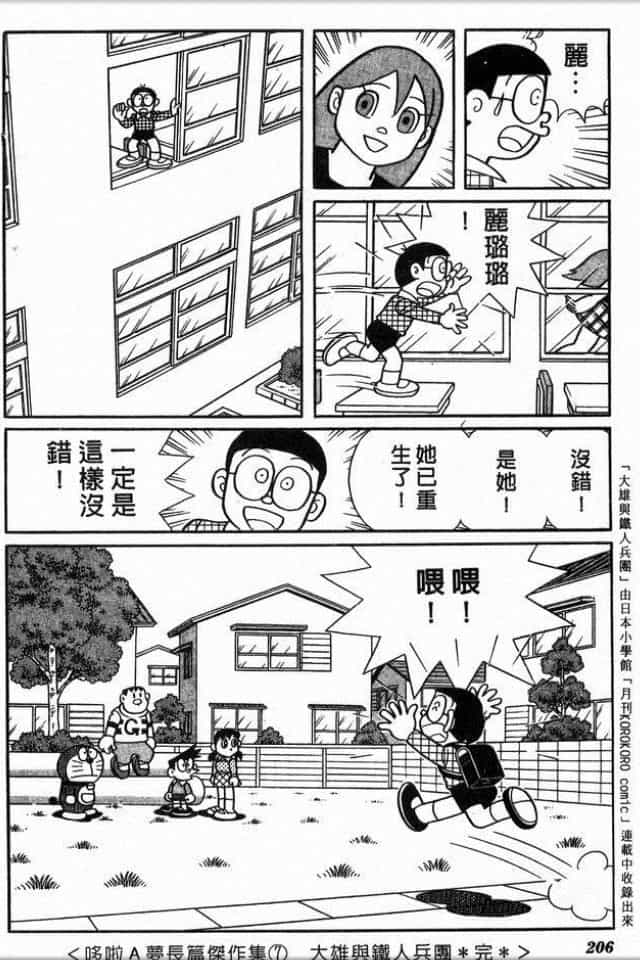 麗…
麗璐璐
！
沒錯！
是她！
她已重
生了！
一定是
這樣沒
錯！
喂！
喂！
G
「大雄與鐵人兵團」由日本小學館「月刊KOROKORO comic」連載中收錄出來
206
＜哆啦A夢長篇傑作集⑦　大雄與鐵人兵團＊完＊＞